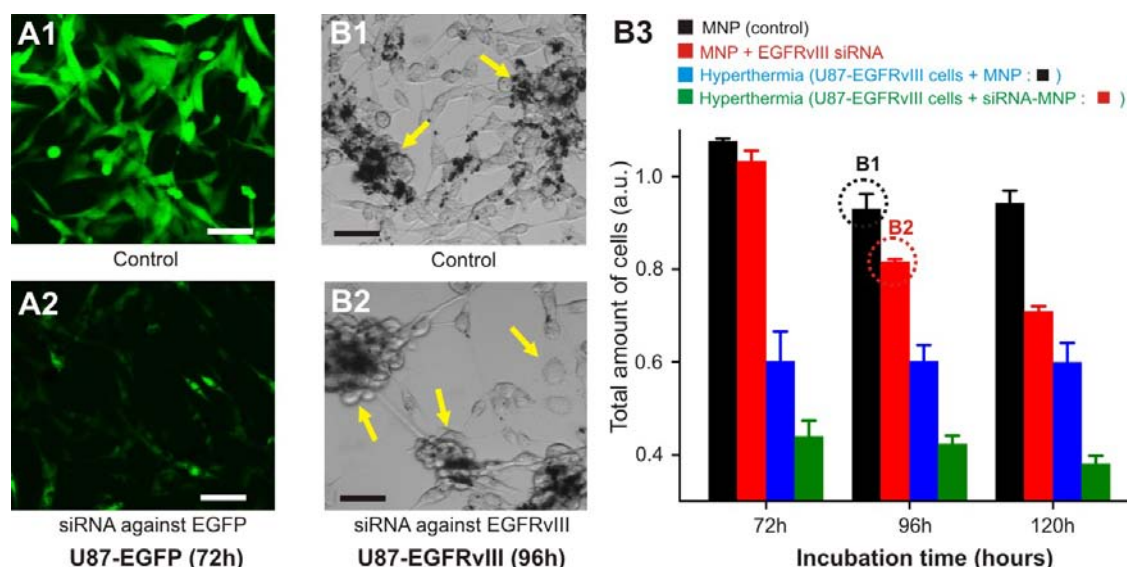 A1
Control
A2
siRNA against EGFP
U87-EGFP (72h)
B1
Control
B2
siRNA against EGFRvIII
U87-EGFRvIII (96h)
B3
MNP (control)
MNP + EGFRvIII siRNA
Hyperthermia (U87-EGFRvIII cells + MNP : ■ )
Hyperthermia (U87-EGFRvIII cells + siRNA-MNP : ■ )
Total amount of cells (a.u.)
1.0
0.8
0.6
0.4
B1
B2
72h
96h
120h
Incubation time (hours)